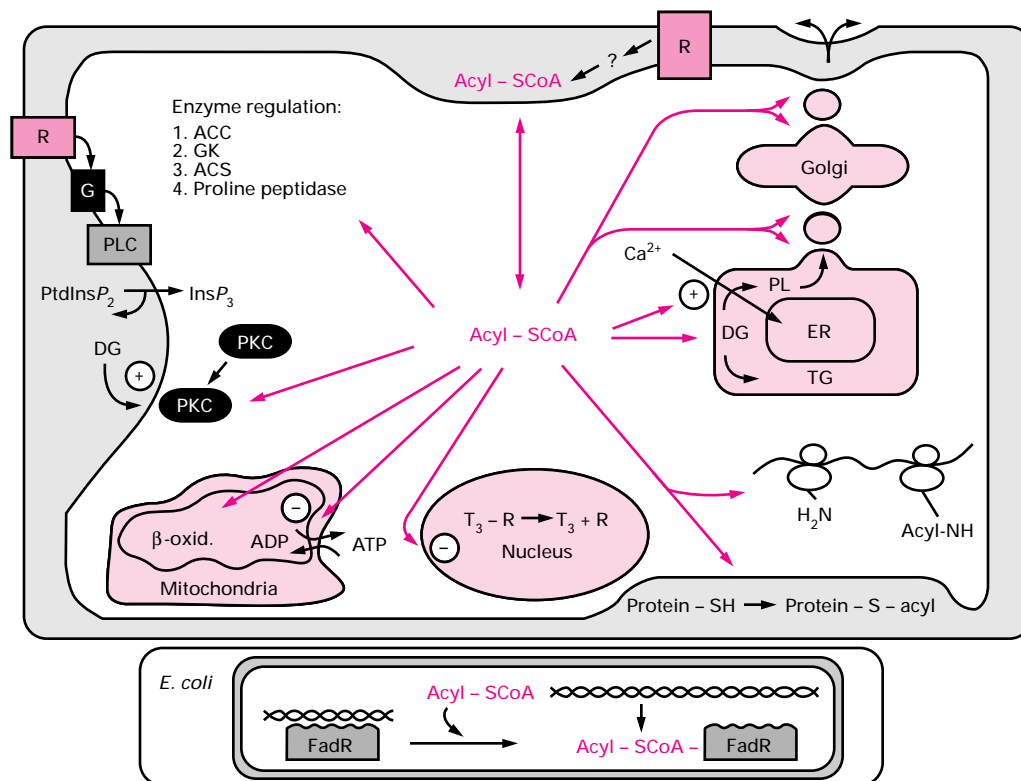 R
?
Acyl – SCoA
Enzyme regulation:
1. ACC
2. GK
3. ACS
4. Proline peptidase
R
G
PLC
PtdInsP₂
InsP₃
DG
+
PKC
PKC
Golgi
Ca²⁺
+
PL
DG
ER
TG
Acyl – SCoA
–
β-oxid.
ADP
ATP
Mitochondria
T₃ – R → T₃ + R
–
Nucleus
H₂N
Acyl-NH
Protein – SH → Protein – S – acyl
E. coli
Acyl – SCoA
FadR
Acyl – SCoA –
FadR